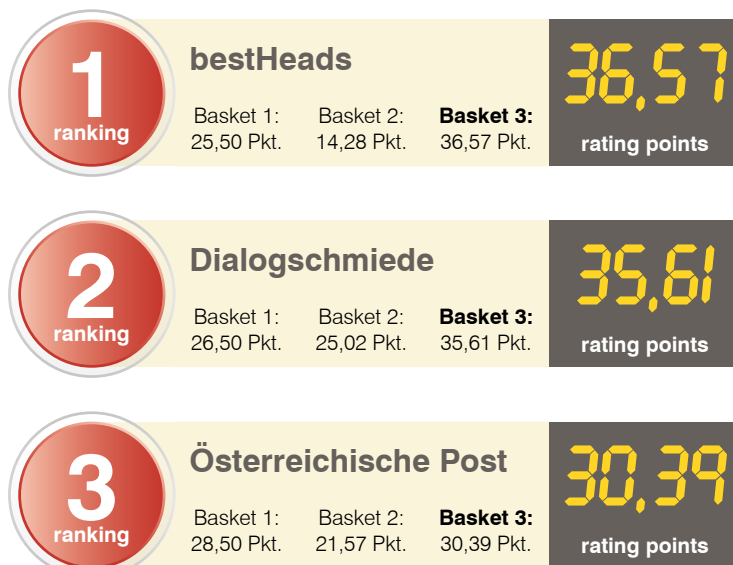 1
ranking
bestHeads
Basket 1: Basket 2: Basket 3:
25,50 Pkt. 14,28 Pkt. 36,57 Pkt.
36,57
rating points
2
ranking
Dialogschmiede
Basket 1: Basket 2: Basket 3:
26,50 Pkt. 25,02 Pkt. 35,61 Pkt.
35,61
rating points
3
ranking
Österreichische Post
Basket 1: Basket 2: Basket 3:
28,50 Pkt. 21,57 Pkt. 30,39 Pkt.
30,39
rating points